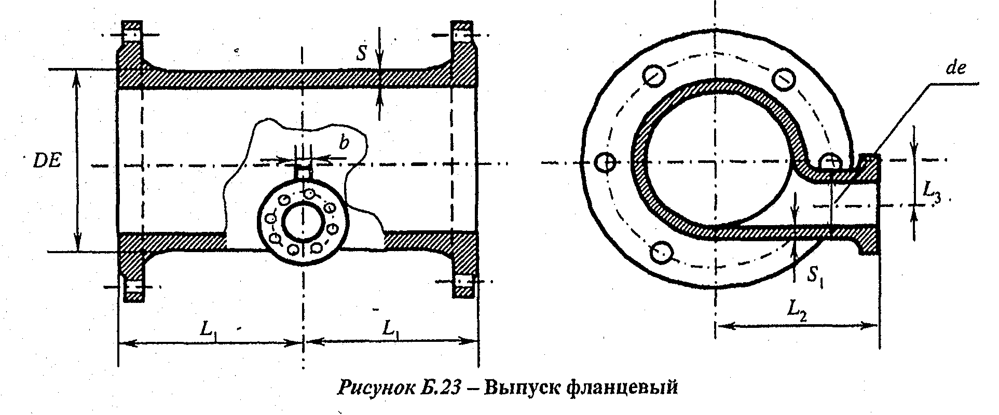 S
de
b
DE
L3
S1
L2
L1
L1
Рисунок Б.23 – Выпуск фланцевый